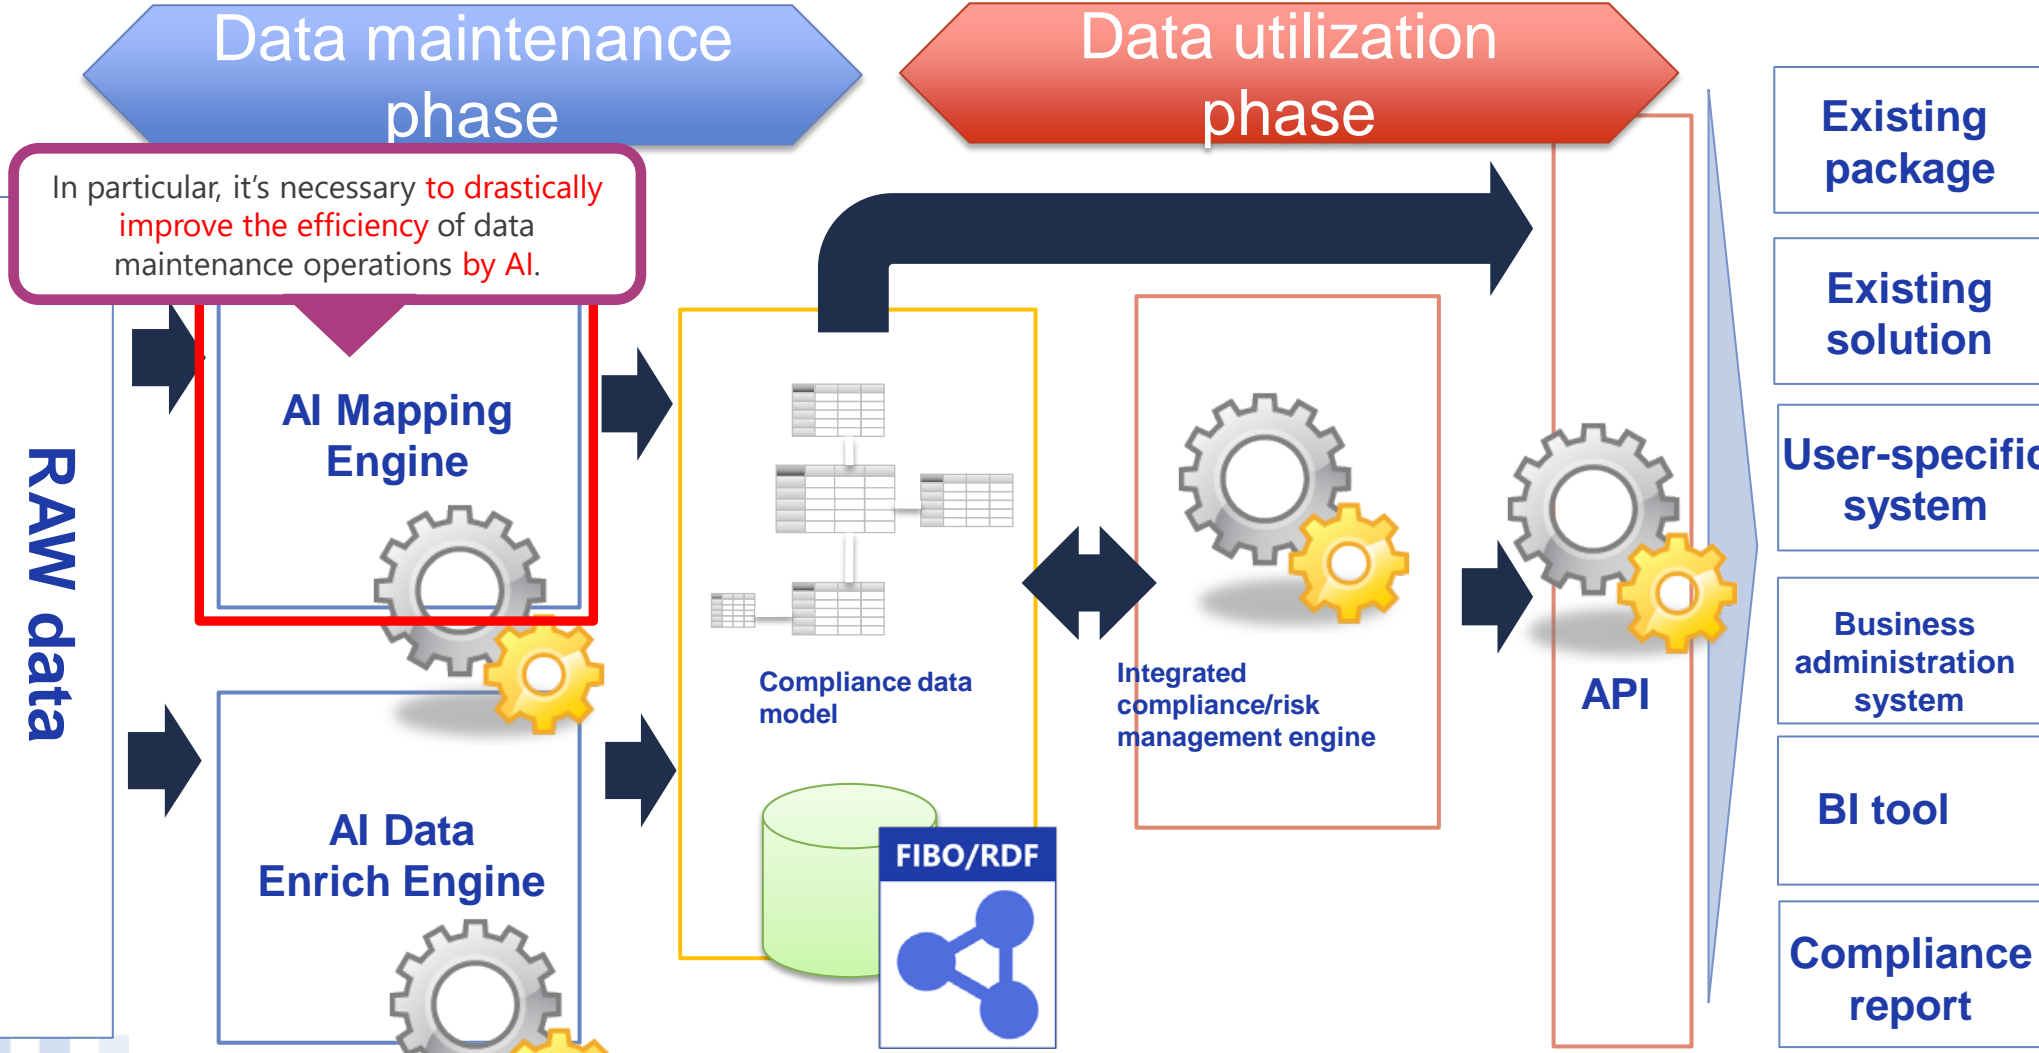 Data maintenance
phase
Data utilization
phase
In particular, it's necessary to drastically
improve the efficiency of data
maintenance operations by AI.
RAW data
AI Mapping
Engine
AI Data
Enrich Engine
Compliance data
model
FIBO/RDF
Integrated
compliance/risk
management engine
API
Existing
package
Existing
solution
User-specific
system
Business
administration
system
BI tool
Compliance
report